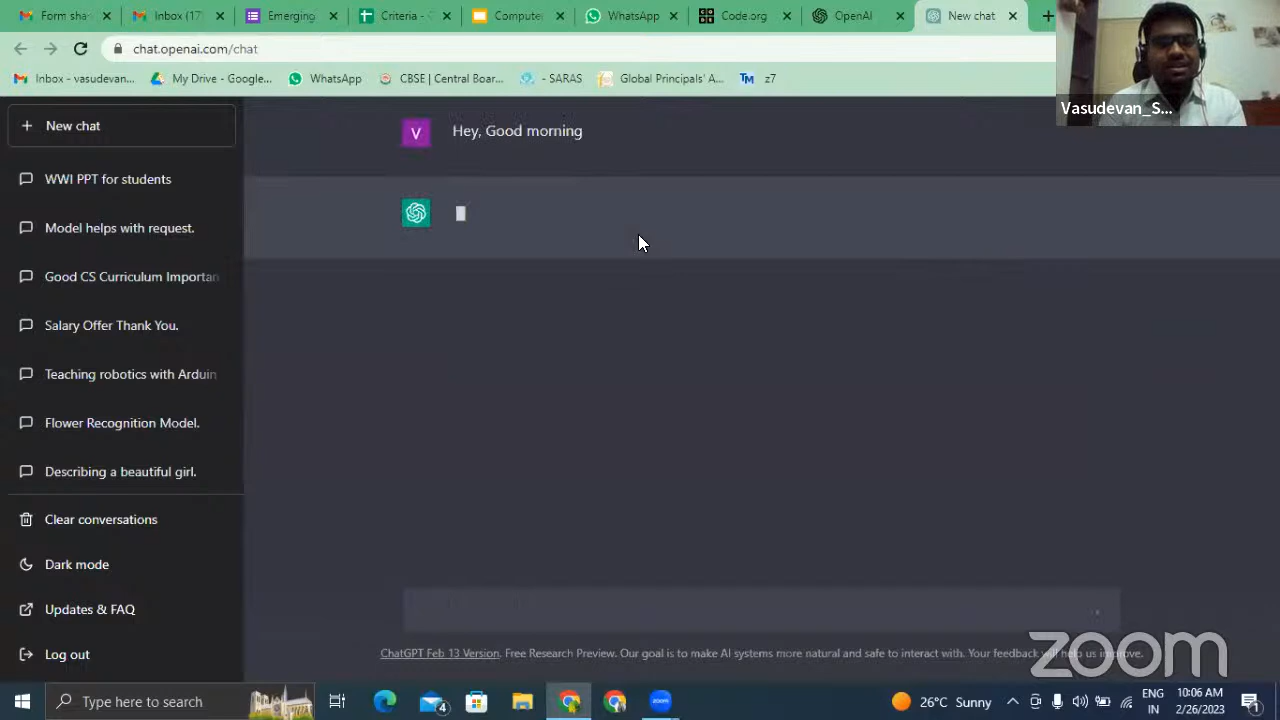 Form sha
Inbox (17
Emerging
Criteria - G
Compute
WhatsApp
Code.org
OpenAI
New chat
chat.openai.com/chat
Inbox - vasudevan...
My Drive - Google...
WhatsApp
CBSE | Central Boar...
- SARAS
Global Principals' A...
TM z7
Vasudevan_S...
New chat
WWI PPT for students
Model helps with request.
Good CS Curriculum Importan
Salary Offer Thank You.
Teaching robotics with Arduin
Flower Recognition Model.
Describing a beautiful girl.
Clear conversations
Dark mode
Updates & FAQ
Log out
V
Hey, Good morning
ChatGPT Feb 13 Version. Free Research Preview. Our goal is to make AI systems more natural and safe to interact with. Your feedback will help us improve.
zoom
Type here to search
4
zoom
26°C Sunny
ENG
IN
10:06 AM
2/26/2023
1